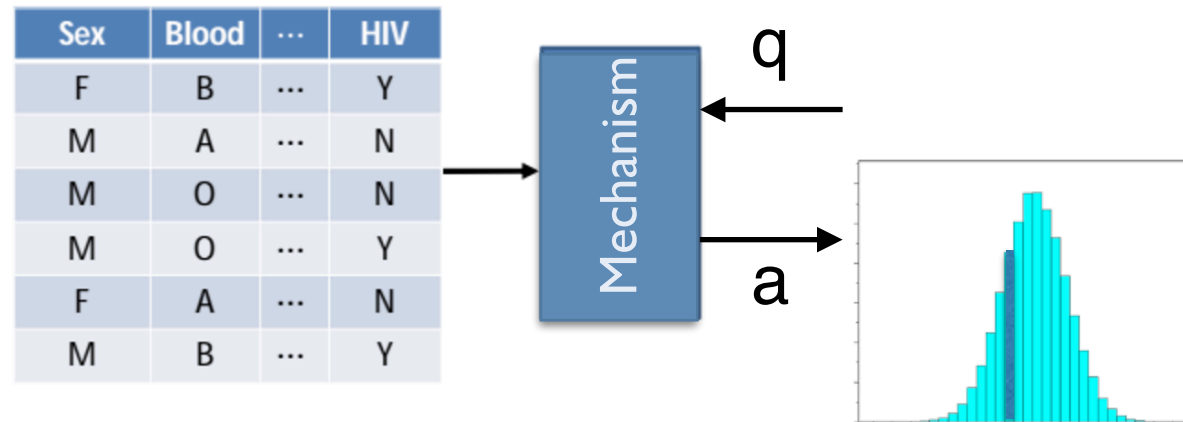 Sex Blood ... HIV
F B ... Y
M A ... N
M O ... N
M O ... Y
F A ... N
M B ... Y
Mechanism
q
a